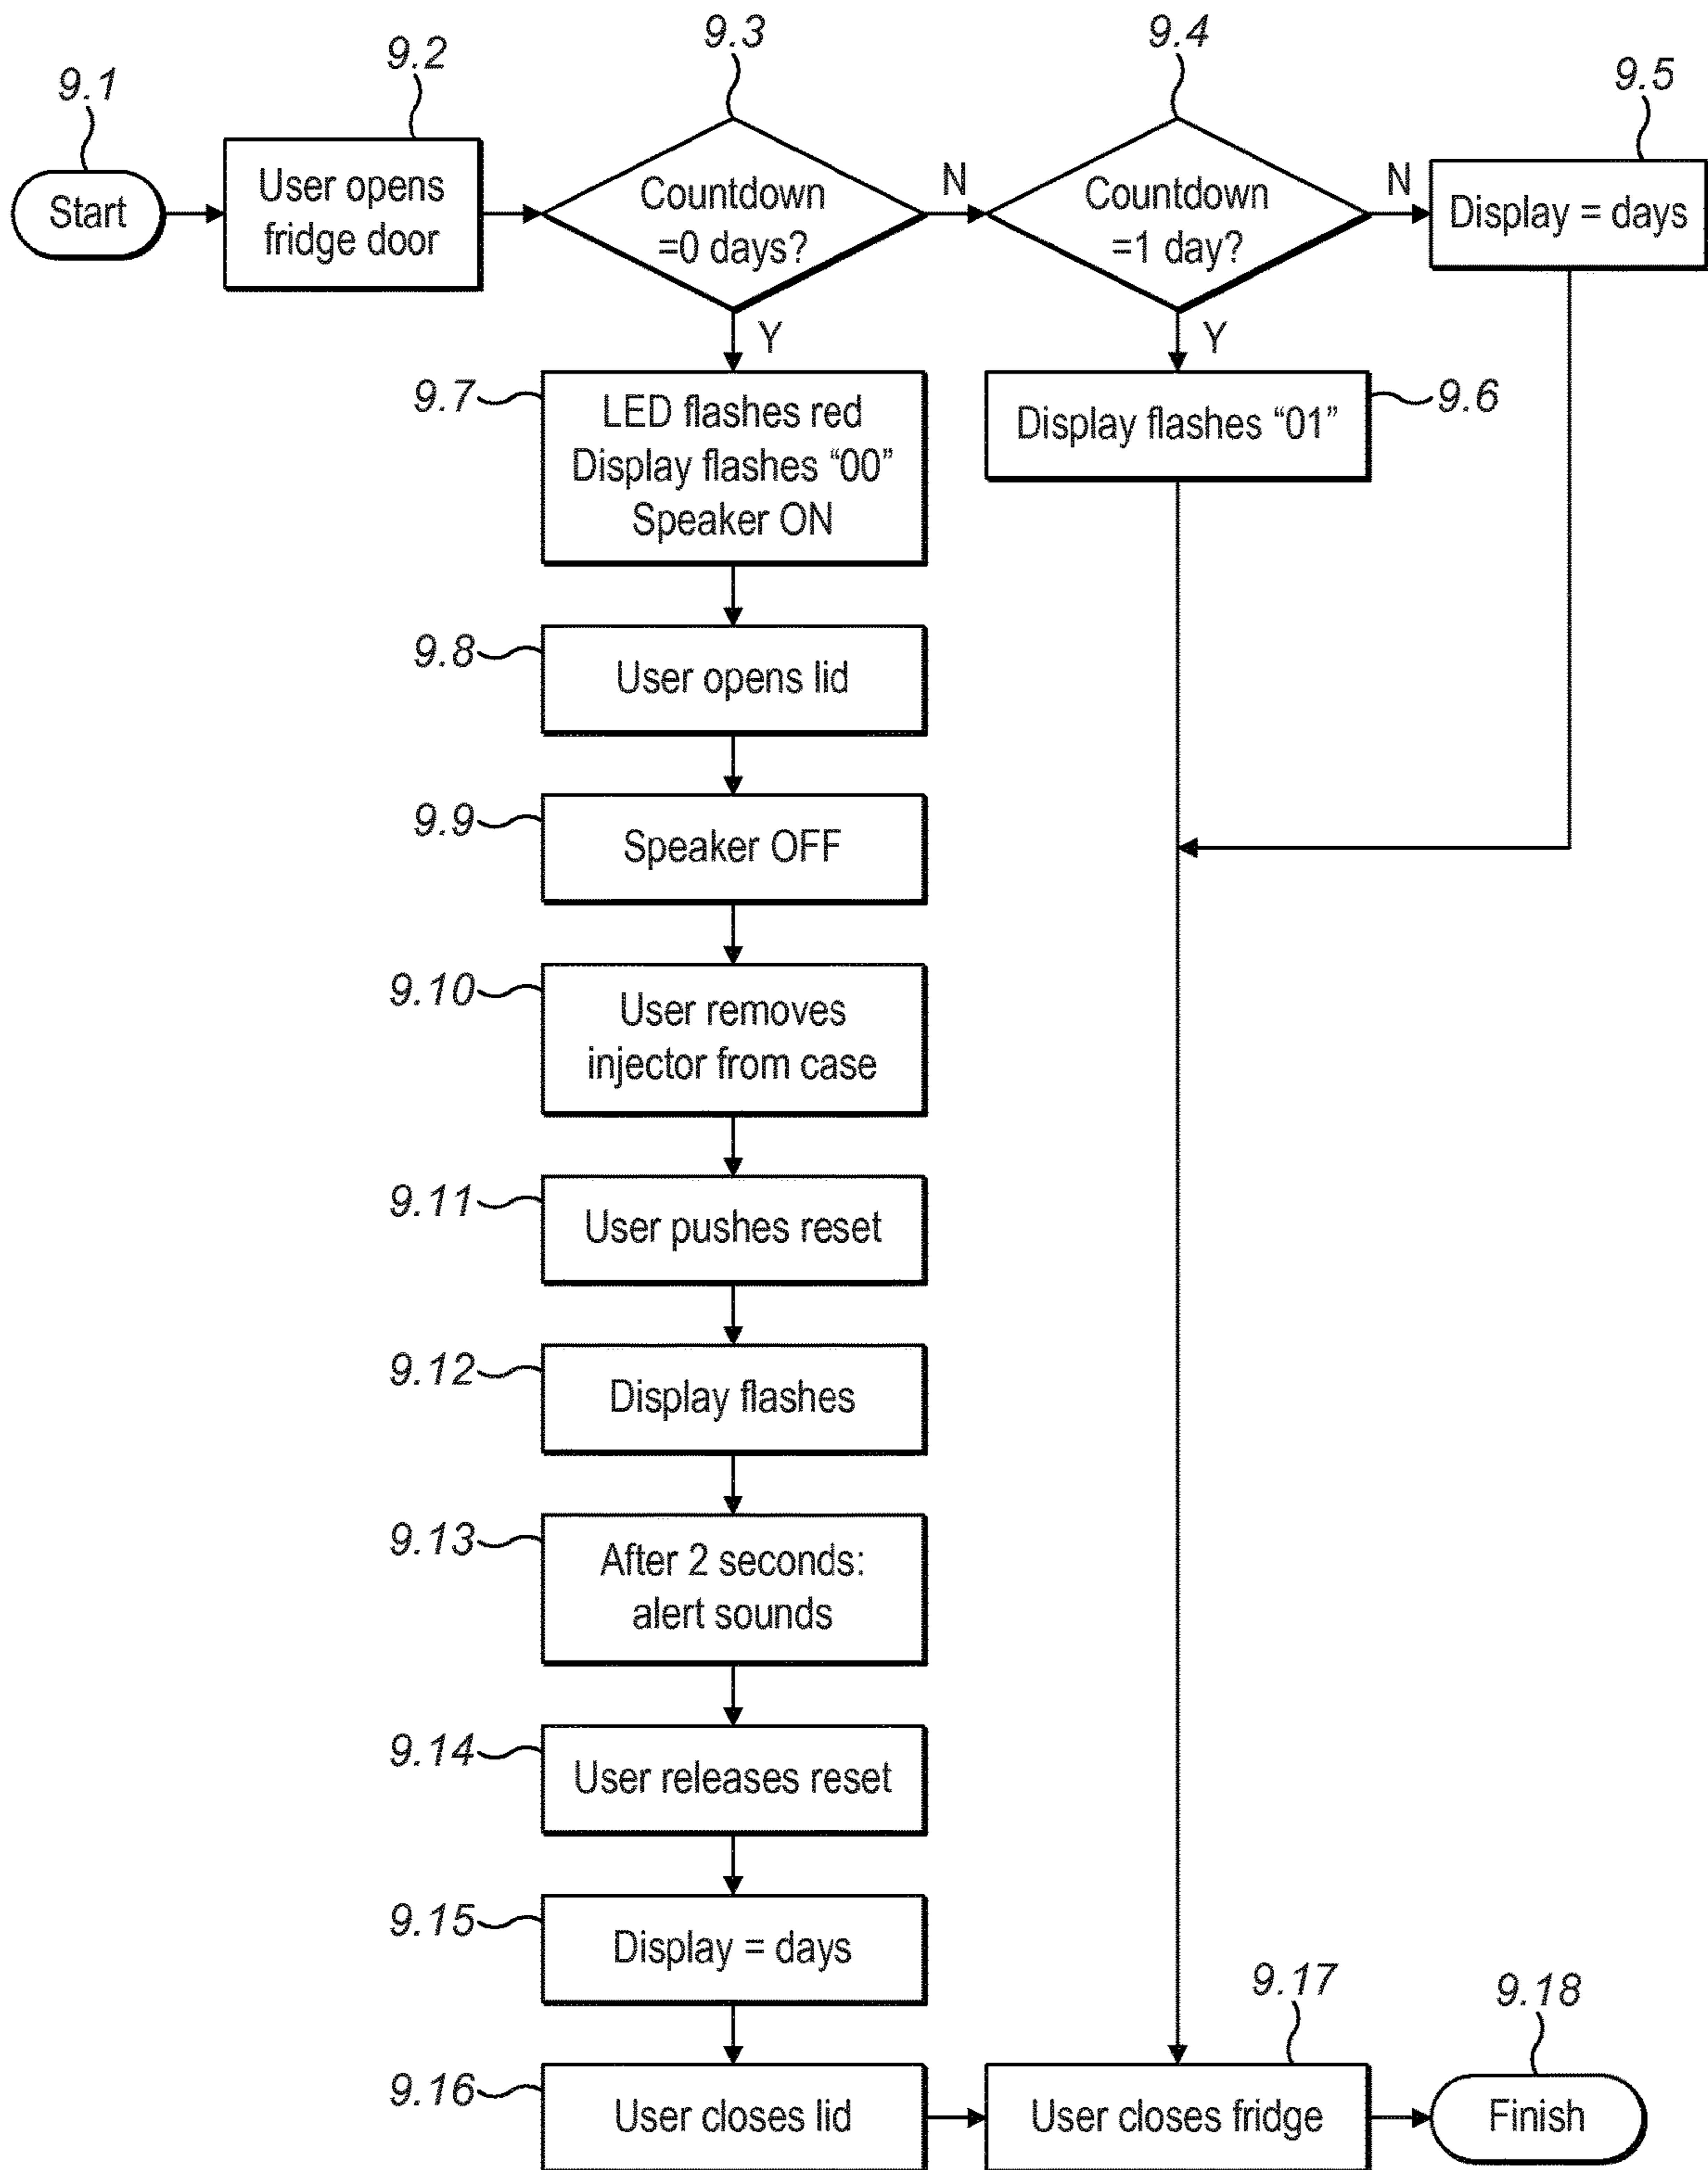 9.1
Start
9.2
User opens
fridge door
9.3
Countdown
=0 days?
N
9.4
Countdown
=1 day?
N
9.5
Display = days
Y
Y
9.7
LED flashes red
Display flashes “00”
Speaker ON
Display flashes “01”
9.6
9.8
User opens lid
9.9
Speaker OFF
9.10
User removes
injector from case
9.11
User pushes reset
9.12
Display flashes
9.13
After 2 seconds:
alert sounds
9.14
User releases reset
9.15
Display = days
9.16
User closes lid
9.17
User closes fridge
9.18
Finish